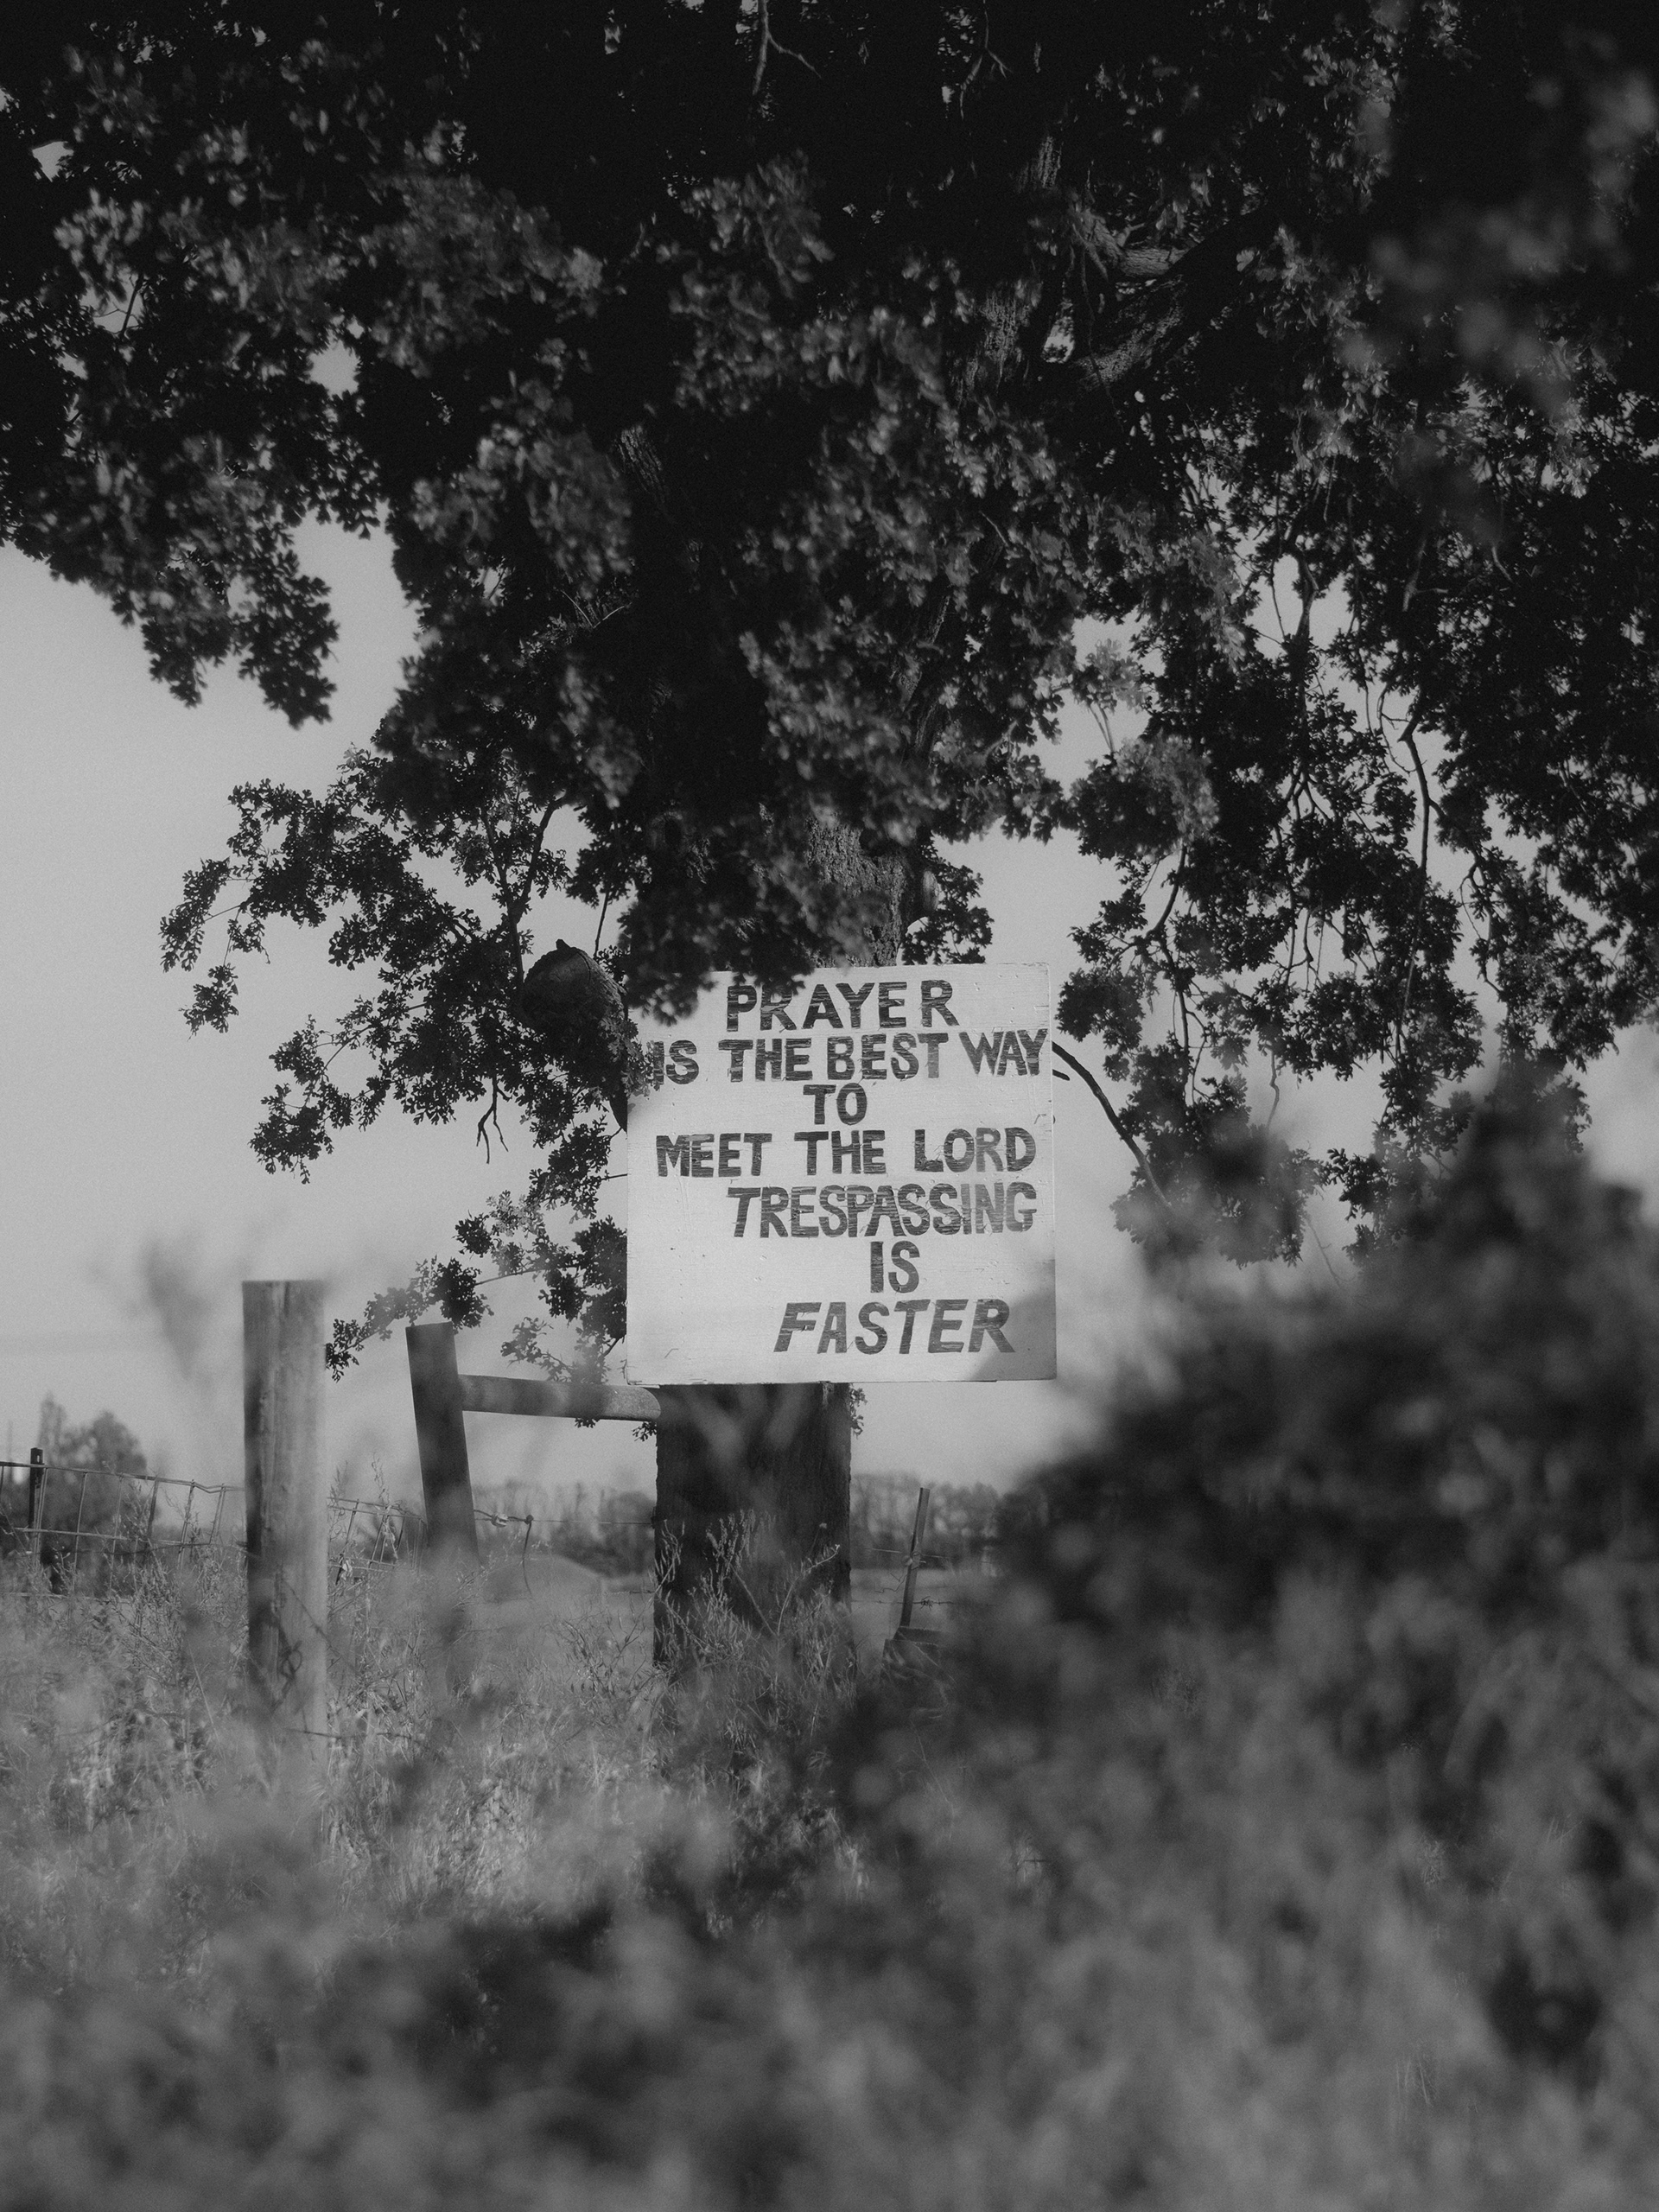 PRAYER
IS THE BEST WAY
TO
MEET THE LORD
TRESPASSING
IS
FASTER